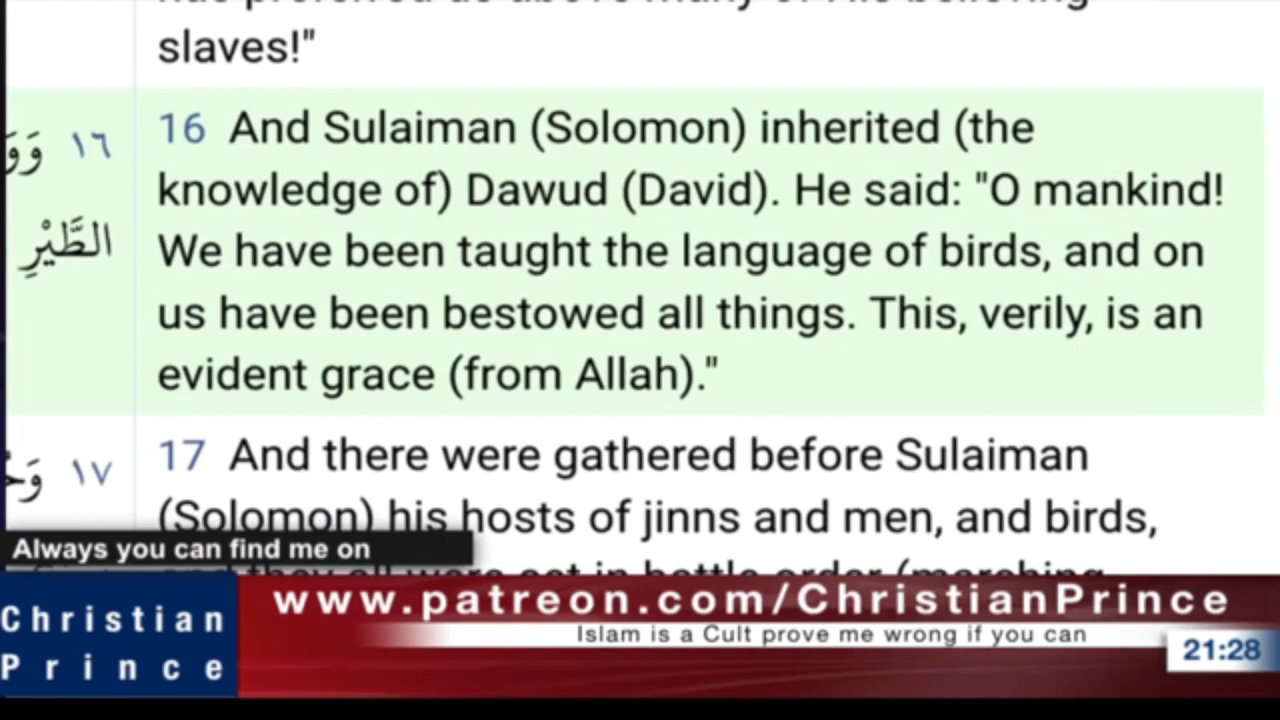 slaves!"
١٦
الطَّيْرِ
16 And Sulaiman (Solomon) inherited (the
knowledge of) Dawud (David). He said: "O mankind!
We have been taught the language of birds, and on
us have been bestowed all things. This, verily, is an
evident grace (from Allah)."
١٧
17 And there were gathered before Sulaiman
(Solomon) his hosts of jinns and men, and birds,
Always you can find me on
www.patreon.com/ChristianPrince
Islam is a Cult prove me wrong if you can
Christian
Prince
21:28